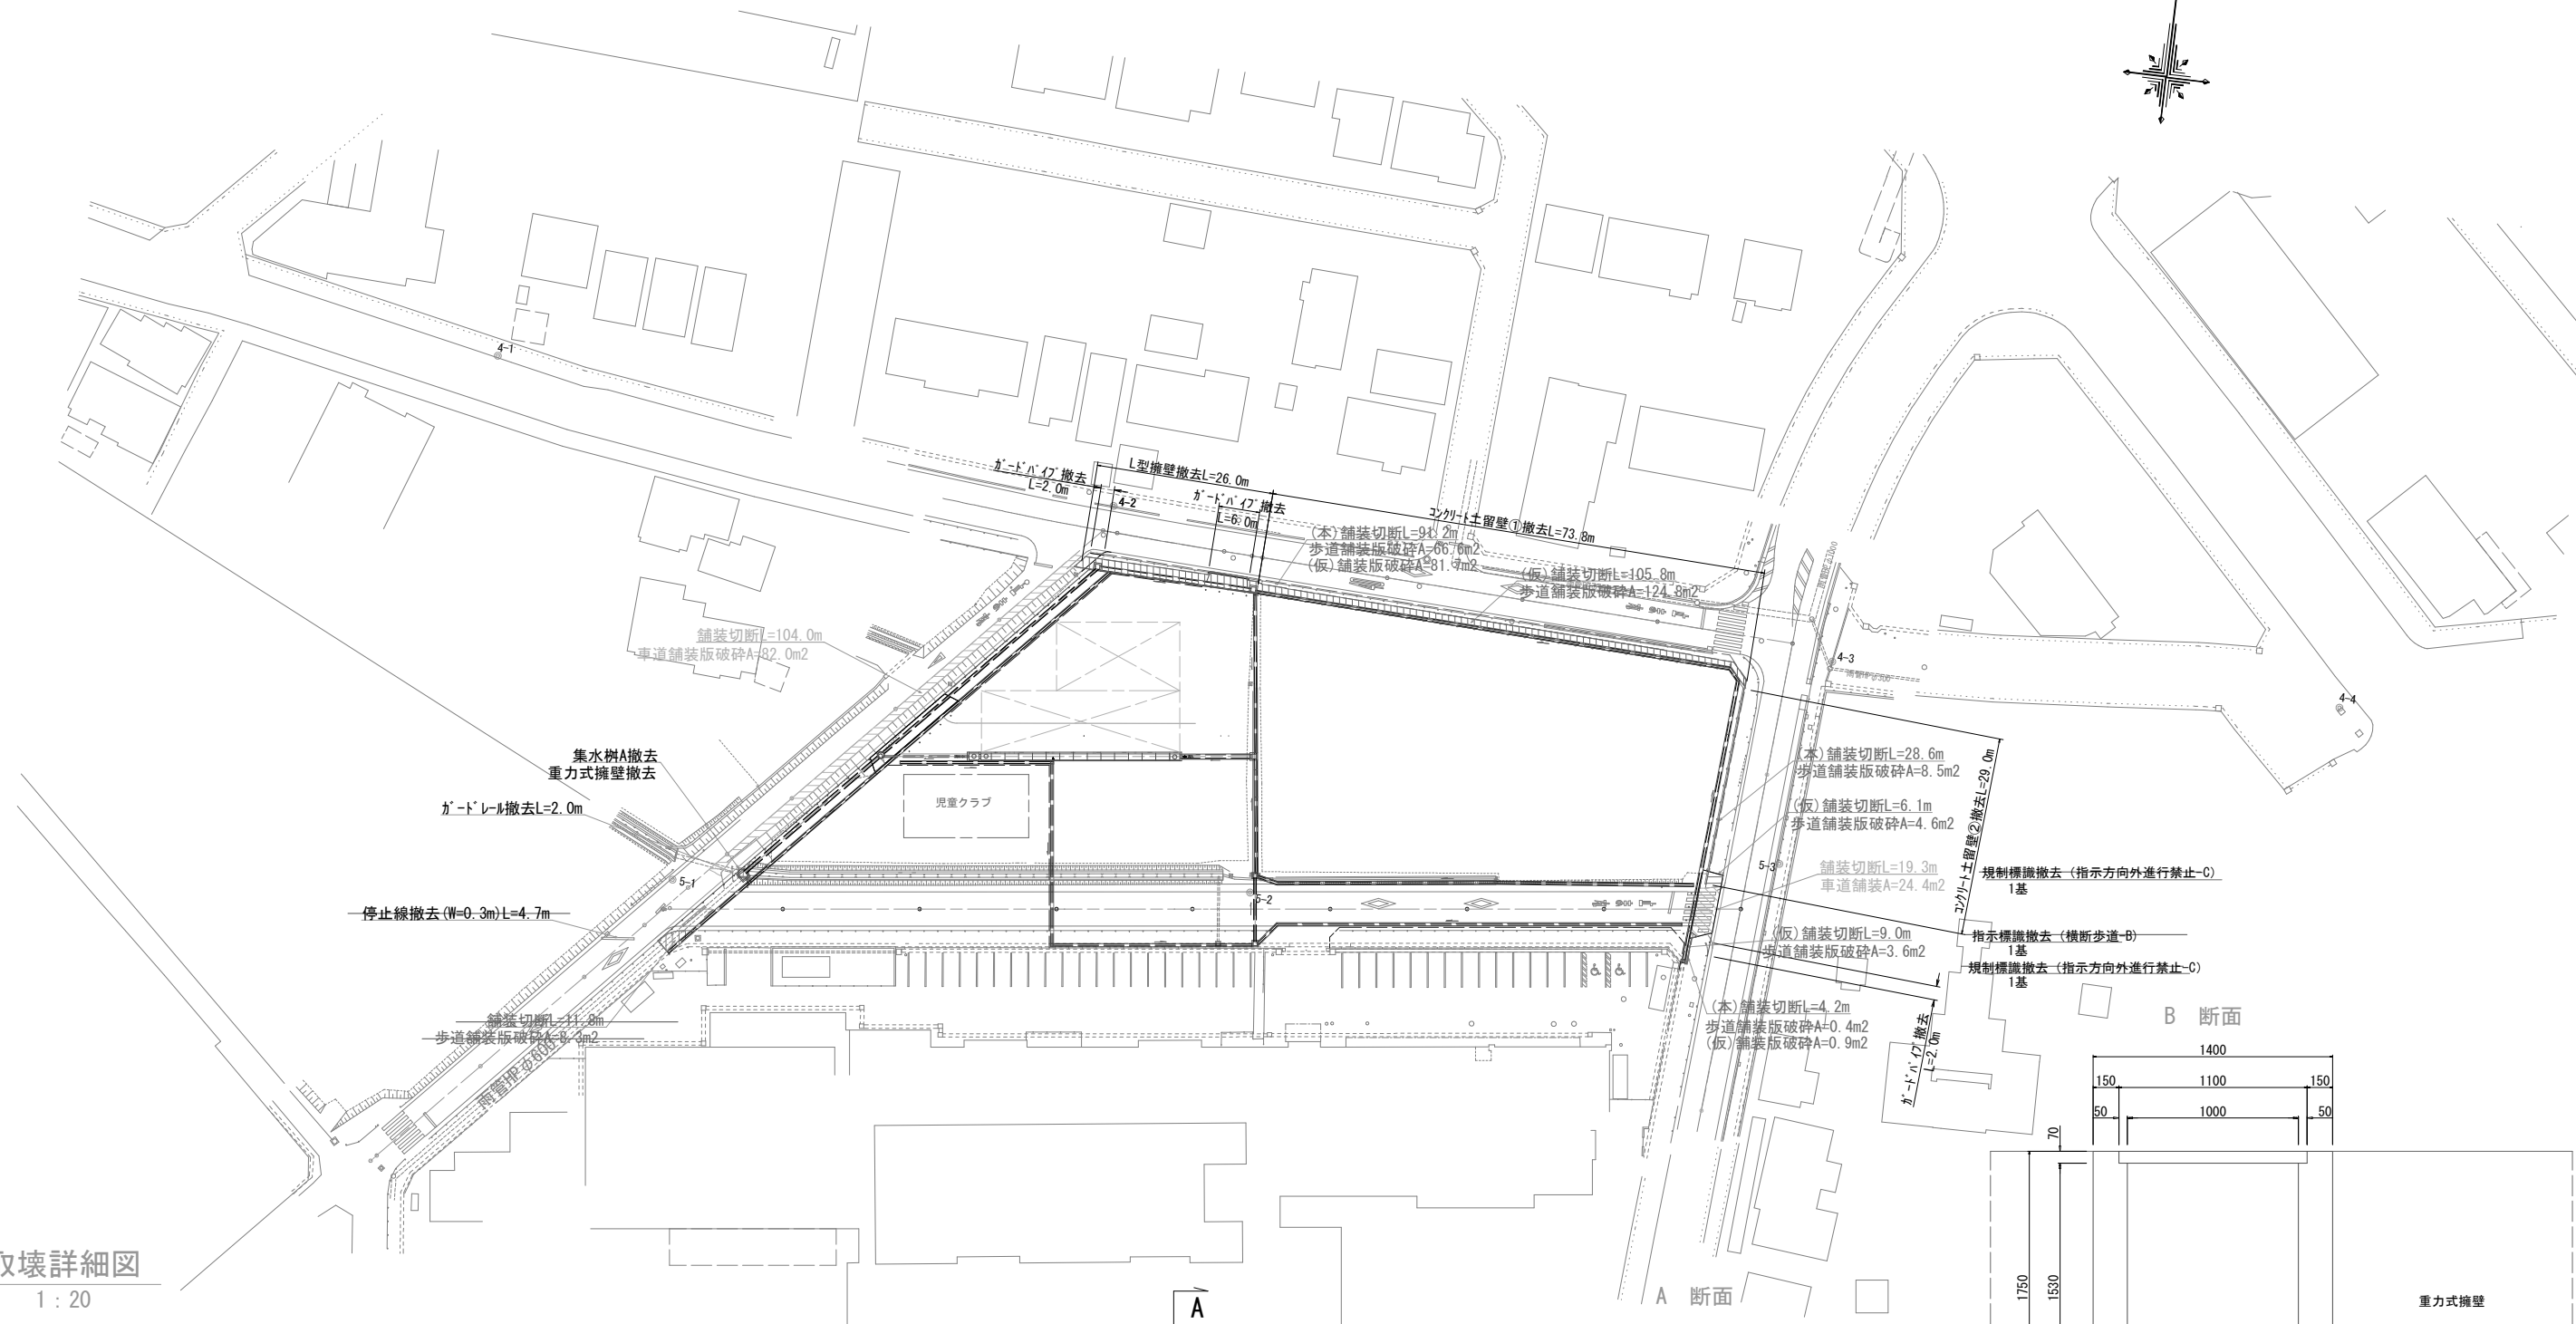 4-1
ｶﾞｰﾄﾞﾊﾟｲﾌﾟ撤去
L=2.0m
L型擁壁撤去L=26.0m
4-2
ｶﾞｰﾄﾞﾊﾟｲﾌﾟ撤去
L=6.0m
ｺﾝｸﾘｰﾄ土留壁①撤去L=73.8m
(本)舗装切断L=91.2m
歩道舗装版破砕A=66.6m2
(仮)舗装版破砕A=81.7m2
(仮)舗装切断L=105.8m
歩道舗装版破砕A=124.8m2
舗装切断L=104.0m
車道舗装版破砕A=82.0m2
4-3
4-4
集水桝A撤去
重力式擁壁撤去
ｶﾞｰﾄﾞﾚｰﾙ撤去L=2.0m
児童クラブ
(本)舗装切断L=28.6m
歩道舗装版破砕A=8.5m2
ｺﾝｸﾘｰﾄ土留壁②撤去L=29.0m
(仮)舗装切断L=6.1m
歩道舗装版破砕A=4.6m2
5-1
5-2
5-3
舗装切断L=19.3m
車道舗装A=24.4m2
規制標識撤去(指示方向外進行禁止-C)
1基
停止線撤去(W=0.3m)L=4.7m
(仮)舗装切断L=9.0m
歩道舗装版破砕A=3.6m2
指示標識撤去(横断歩道-B)
1基
規制標識撤去(指示方向外進行禁止-C)
1基
舗装切断L=11.8m
歩道舗装版破砕A=8.3m2
雨管HPφ600
(本)舗装切断L=4.2m
歩道舗装版破砕A=0.4m2
(仮)舗装版破砕A=0.9m2
ｶﾞｰﾄﾞﾊﾟｲﾌﾟ撤去
L=2.0m
B 断面
1400
150 1100 150
50 1000 50
70
1750
1530
重力式擁壁
取壊詳細図
1:20
A
A 断面